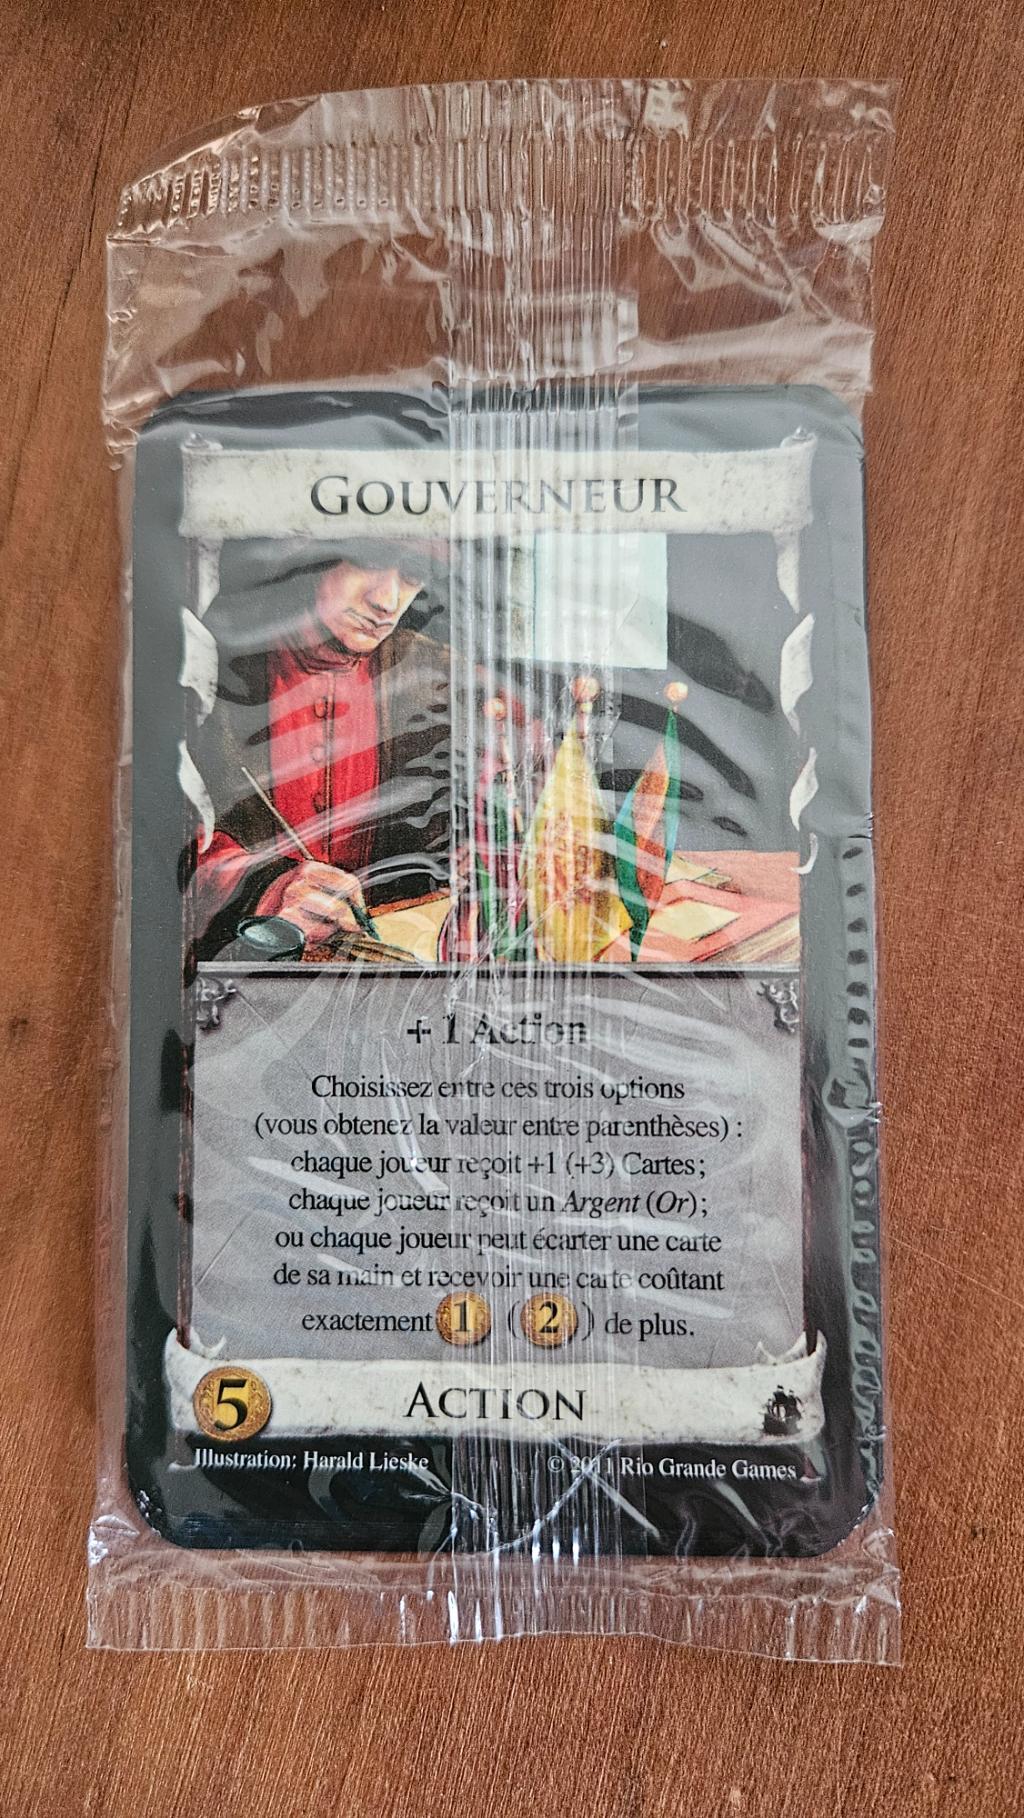 GOUVERNEUR
+1 Action
Choisissez entre ces trois options
(vous obtenez la valeur entre parenthèses) :
chaque joueur reçoit +1 (+3) Cartes;
chaque joueur reçoit un Argent (Or);
ou chaque joueur peut écarter une carte
de sa main et recevoir une carte coûtant
exactement 1 (2) de plus.
5 ACTION
Illustration: Harald Lieske © 2011 Rio Grande Games